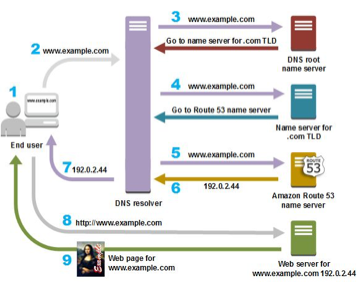 3 www.example.com
Go to name server for .com TLD
DNS root
name server
2 www.example.com
1
www.example.com
End user
4 www.example.com
Go to Route 53 name server
Name server for
.com TLD
5 www.example.com
ROUTE
53
7 192.0.2.44
6 192.0.2.44
DNS resolver
Amazon Route 53
name server
8 http://www.example.com
9 Web page for
www.example.com
Web server for
www.example.com 192.0.2.44